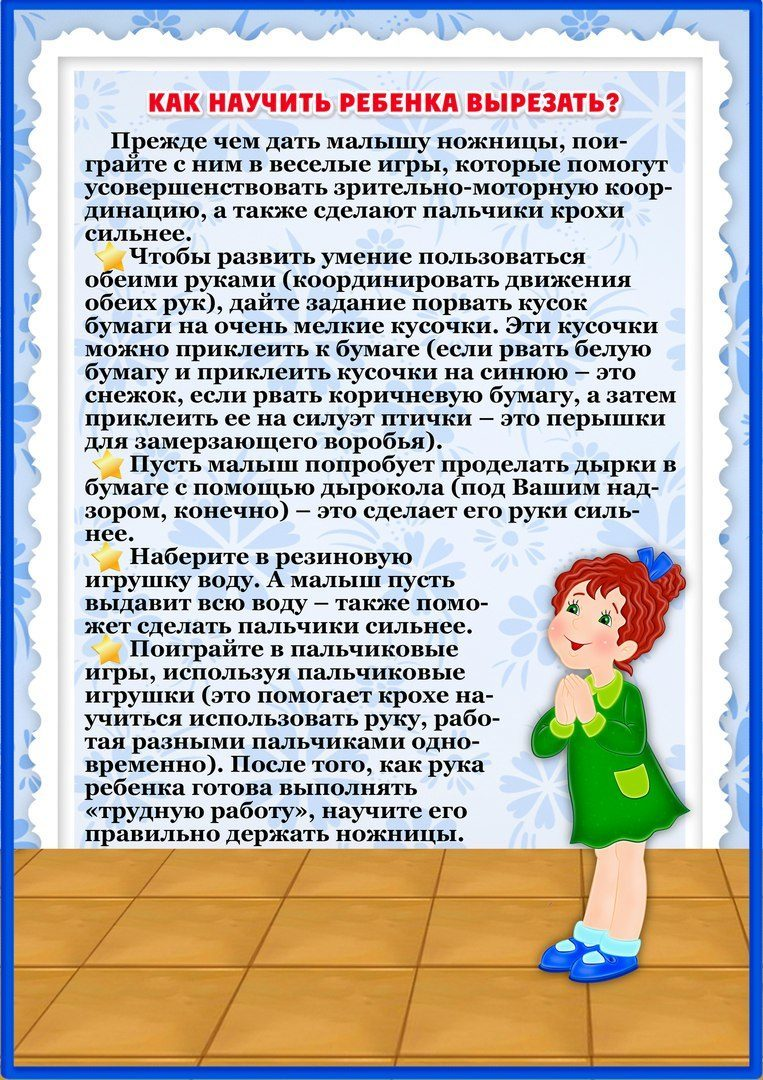 КАК НАУЧИТЬ РЕБЕНКА ВЫРЕЗАТЬ?
Прежде чем дать малышу ножницы, пои-
грайте с ним в веселые игры, которые помогут
усовершенствовать зрительно-моторную коор-
динацию, а также сделают пальчики крохи
сильнее.
Чтобы развить умение пользоваться
обеими руками (координировать движения
обеих рук), дайте задание порвать кусок
бумаги на очень мелкие кусочки. Эти кусочки
можно приклеить к бумаге (если рвать белую
бумагу и приклеить кусочки на синюю – это
снежок, если рвать коричневую бумагу, а затем
приклеить ее на силуэт птички – это перышки
для замерзающего воробья).
Пусть малыш попробует проделать дырки в
бумаге с помощью дырокола (под Вашим над-
зором, конечно) – это сделает его руки силь-
нее.
Наберите в резиновую
игрушку воду. А малыш пусть
выдавит всю воду – также помо-
жет сделать пальчики сильнее.
Поиграйте в пальчиковые
игры, используя пальчиковые
игрушки (это помогает крохе на-
учиться использовать руку, рабо-
тая разными пальчиками одно-
временно). После того, как рука
ребенка готова выполнять
«трудную работу», научите его
правильно держать ножницы.